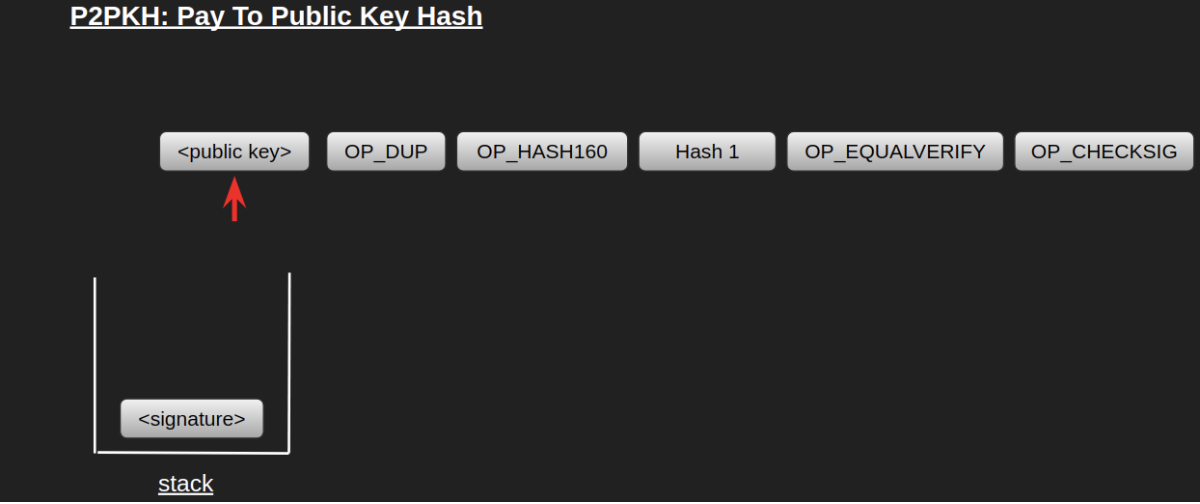 P2PKH: Pay To Public Key Hash
<public key> OP_DUP OP_HASH160 Hash 1 OP_EQUALVERIFY OP_CHECKSIG
<signature>
stack